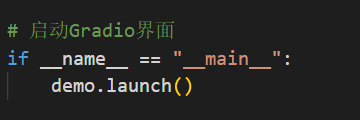 # 启动Gradio界面
if __name__ == "__main__":
    demo.launch()